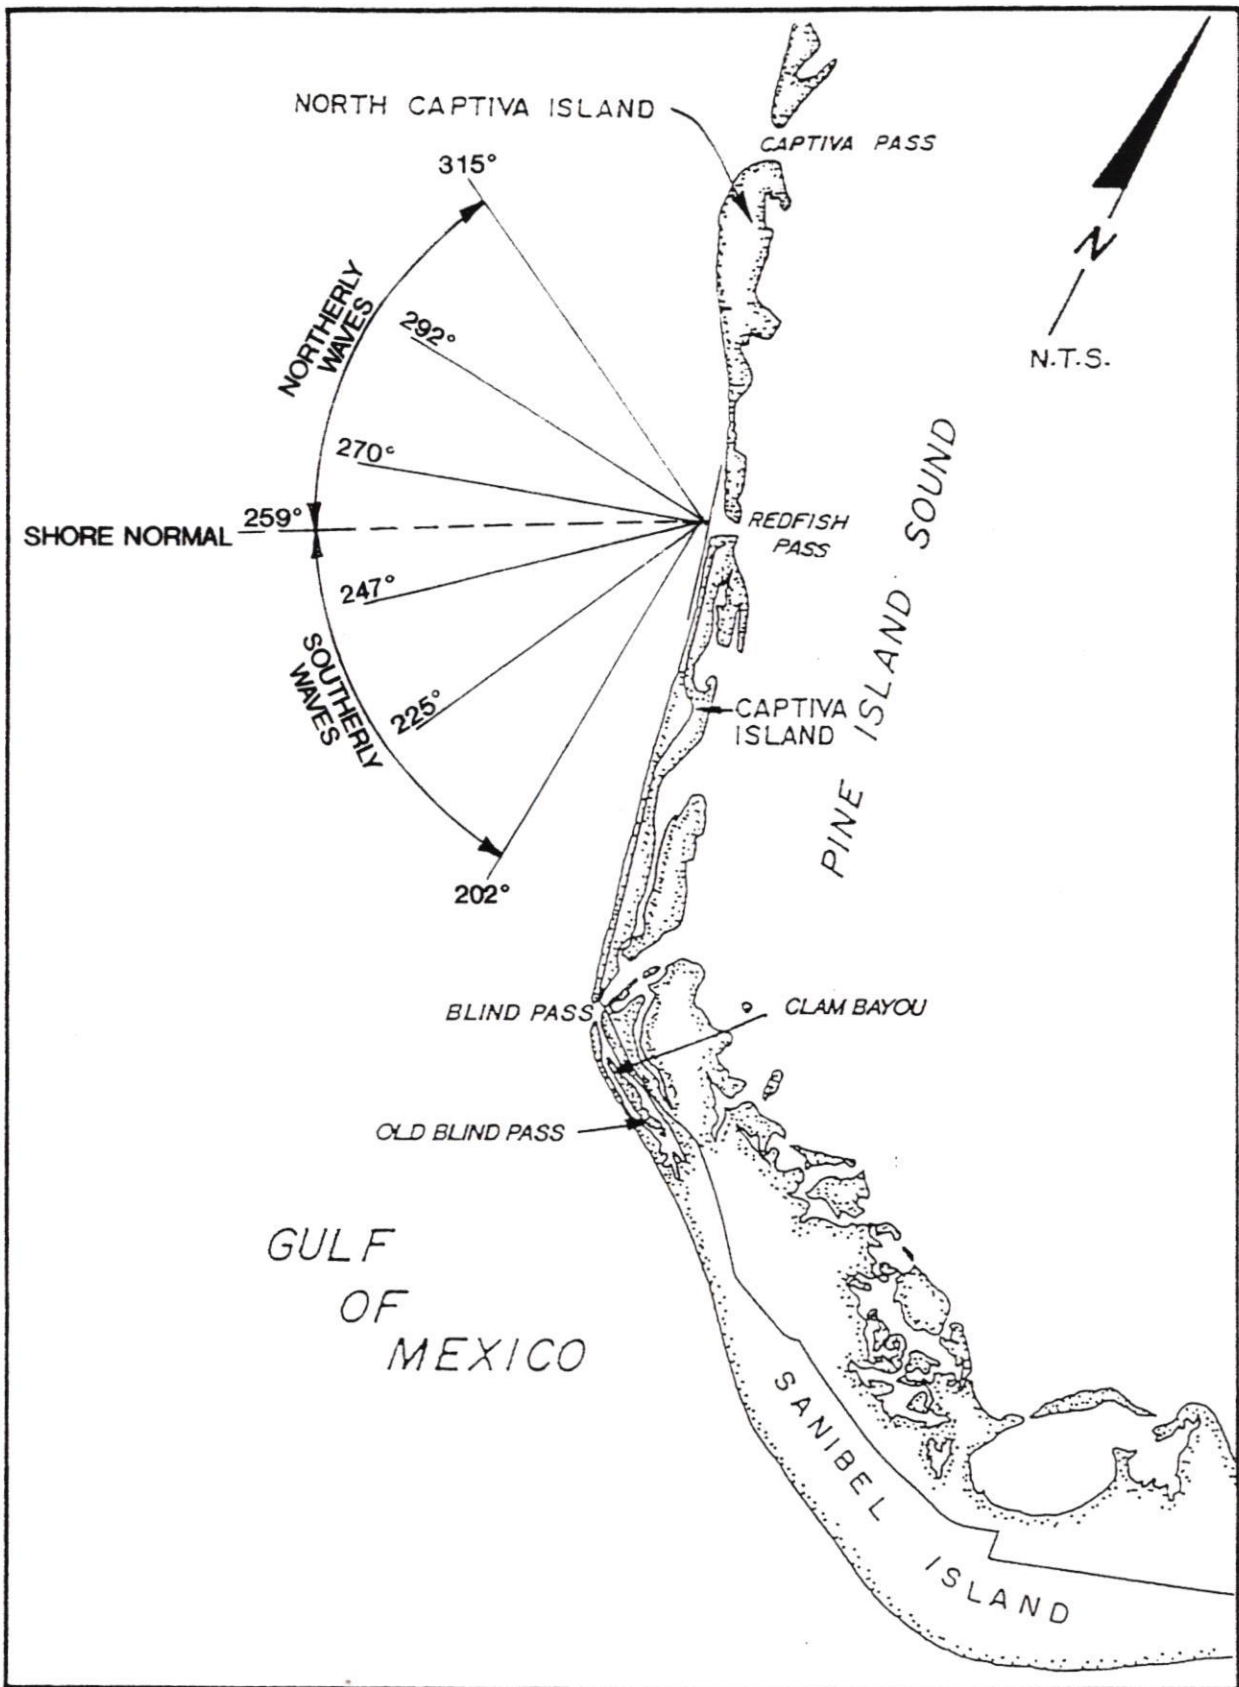 NORTH CAPTIVA ISLAND
CAPTIVA PASS
315°
N
N.T.S.
NORTHERLY
WAVES
292°
270°
SHORE NORMAL
259°
247°
225°
202°
SOUTHERLY
WAVES
REDFISH
PASS
PINE ISLAND SOUND
CAPTIVA
ISLAND
BLIND PASS
CLAM BAYOU
OLD BLIND PASS
GULF
OF
MEXICO
SANIBEL
ISLAND